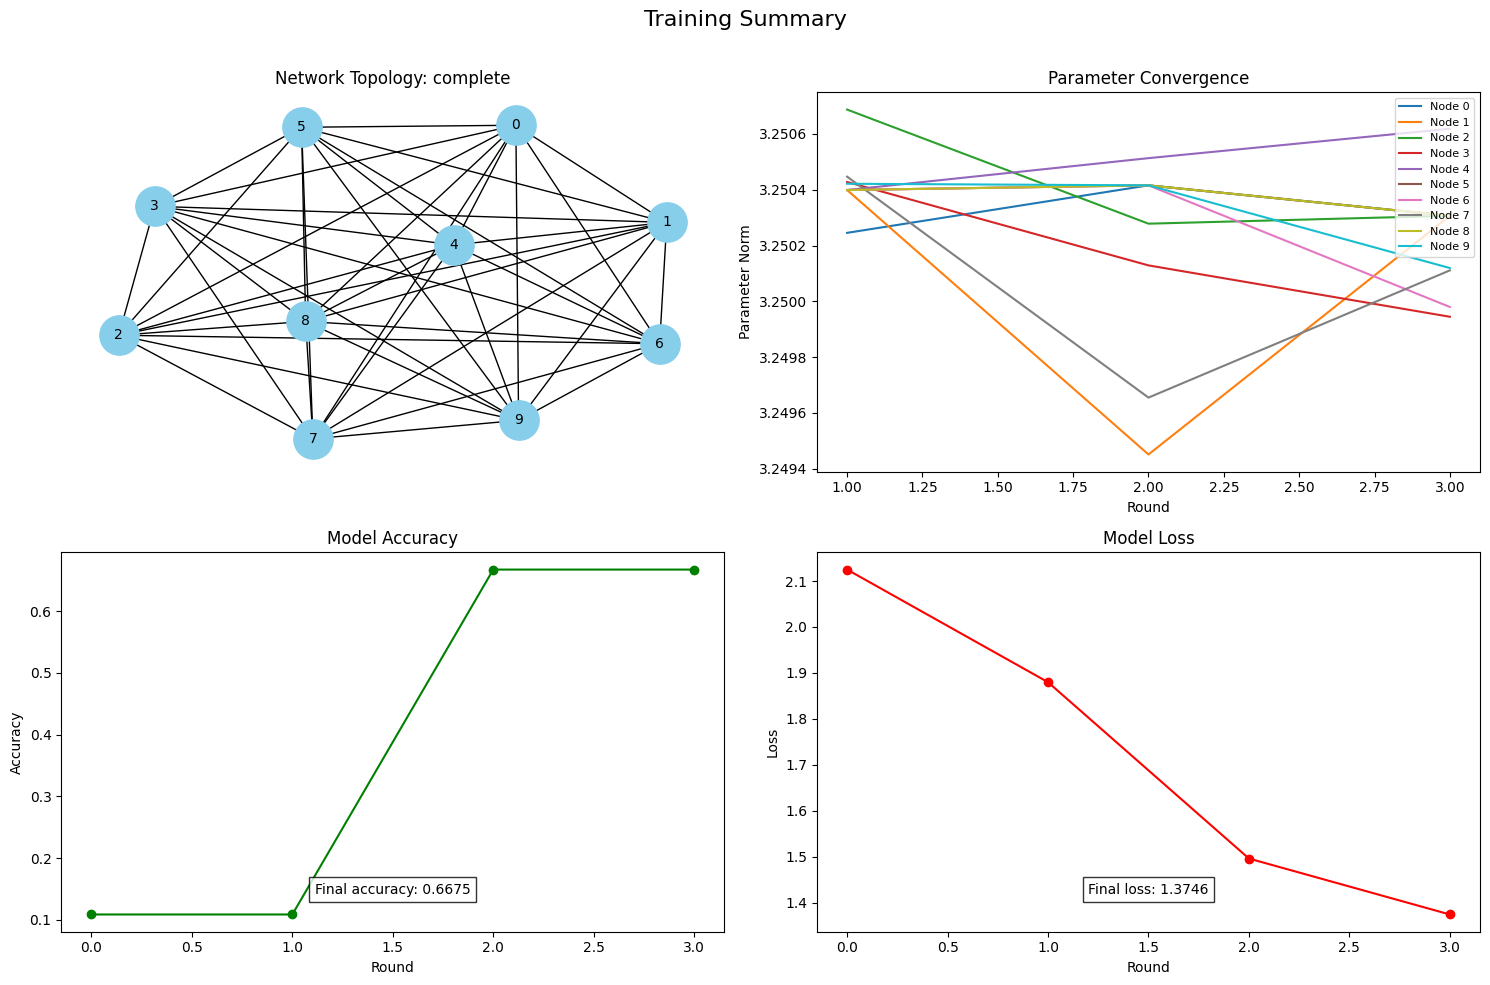 Training Summary
Network Topology: complete
5
0
3
1
4
8
2
6
9
7
Parameter Convergence
Node 0
Node 1
Node 2
Node 3
Node 4
Node 5
Node 6
Node 7
Node 8
Node 9
3.2506
3.2504
3.2502
3.2500
3.2498
3.2496
3.2494
Parameter Norm
1.00 1.25 1.50 1.75 2.00 2.25 2.50 2.75 3.00
Round
Model Accuracy
0.6
0.5
0.4
0.3
0.2
0.1
Accuracy
Final accuracy: 0.6675
0.0 0.5 1.0 1.5 2.0 2.5 3.0
Round
Model Loss
2.1
2.0
1.9
1.8
1.7
1.6
1.5
1.4
Loss
Final loss: 1.3746
0.0 0.5 1.0 1.5 2.0 2.5 3.0
Round